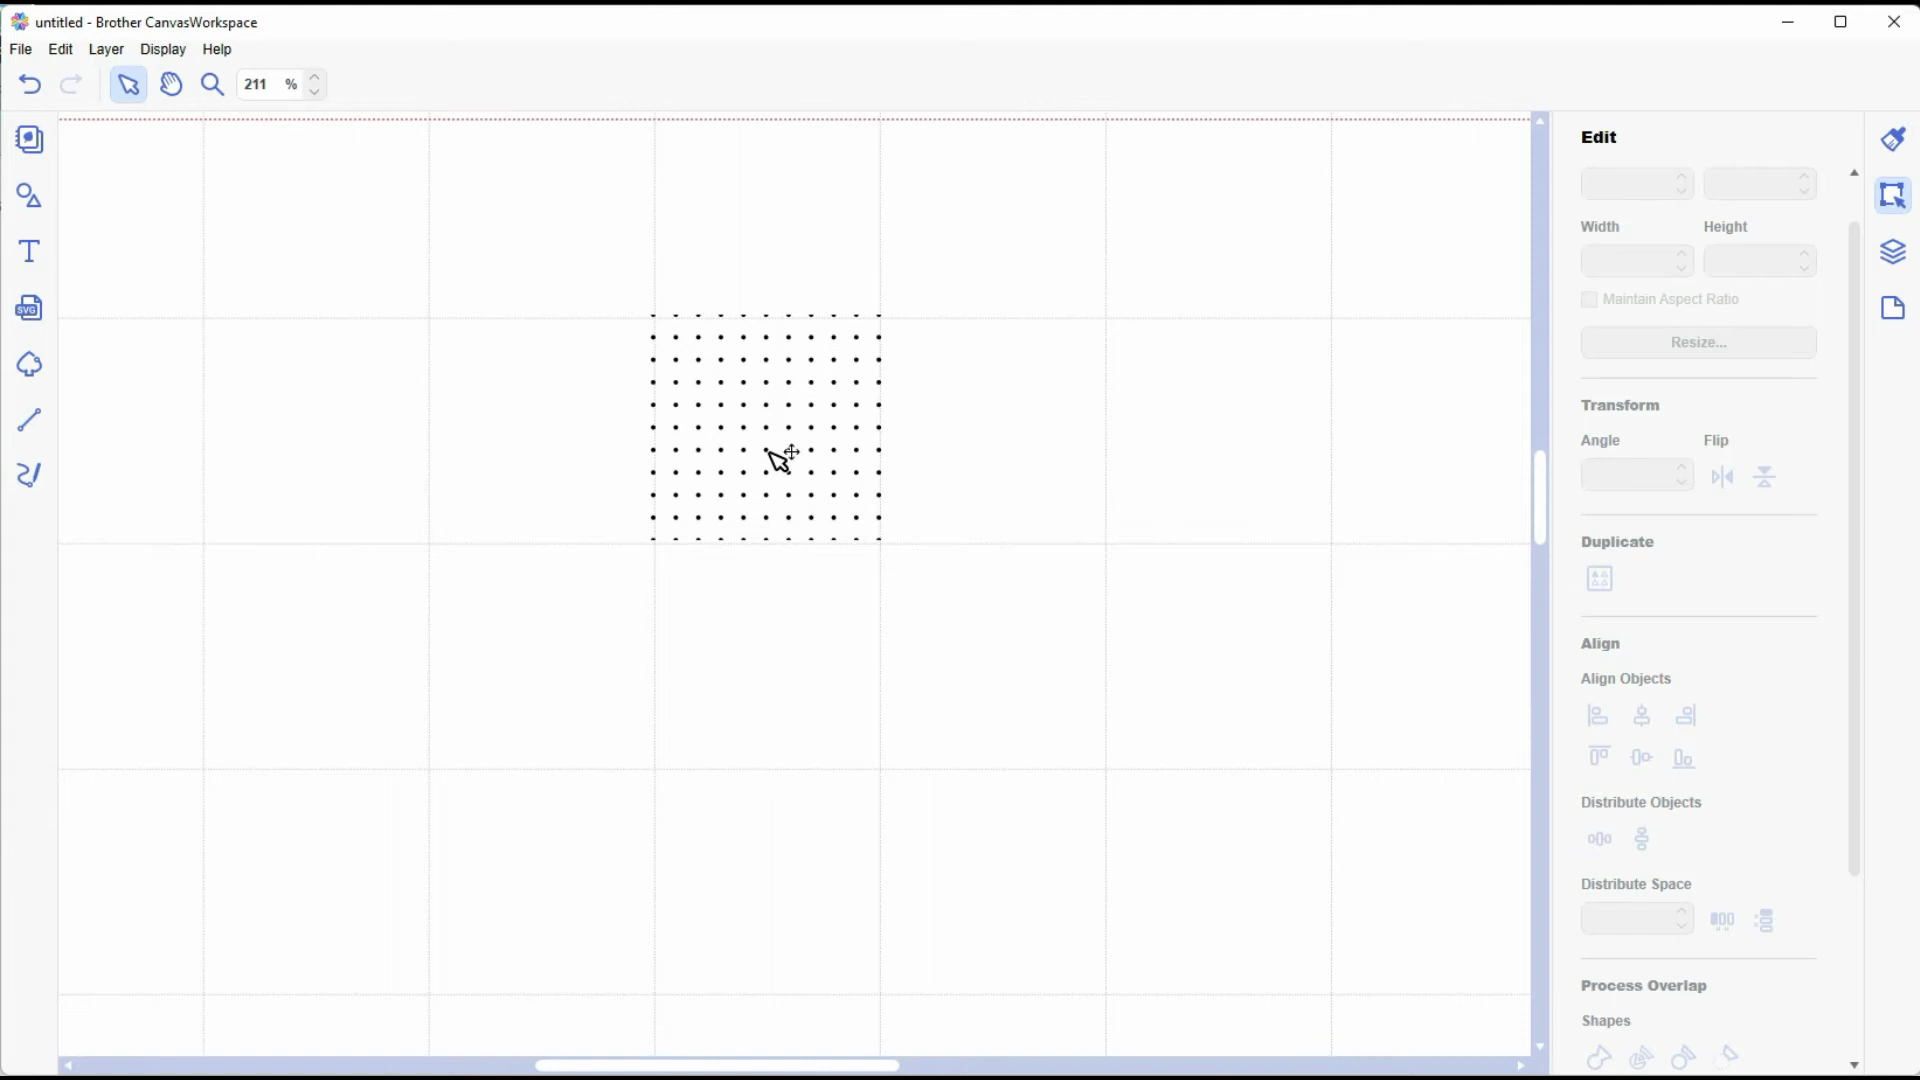 untitled - Brother CanvasWorkspace
File Edit Layer Display Help
211 %
SVG
Edit
Width Height
Maintain Aspect Ratio
Resize...
Transform
Angle Flip
Duplicate
Align
Align Objects
Distribute Objects
Distribute Space
Process Overlap
Shapes